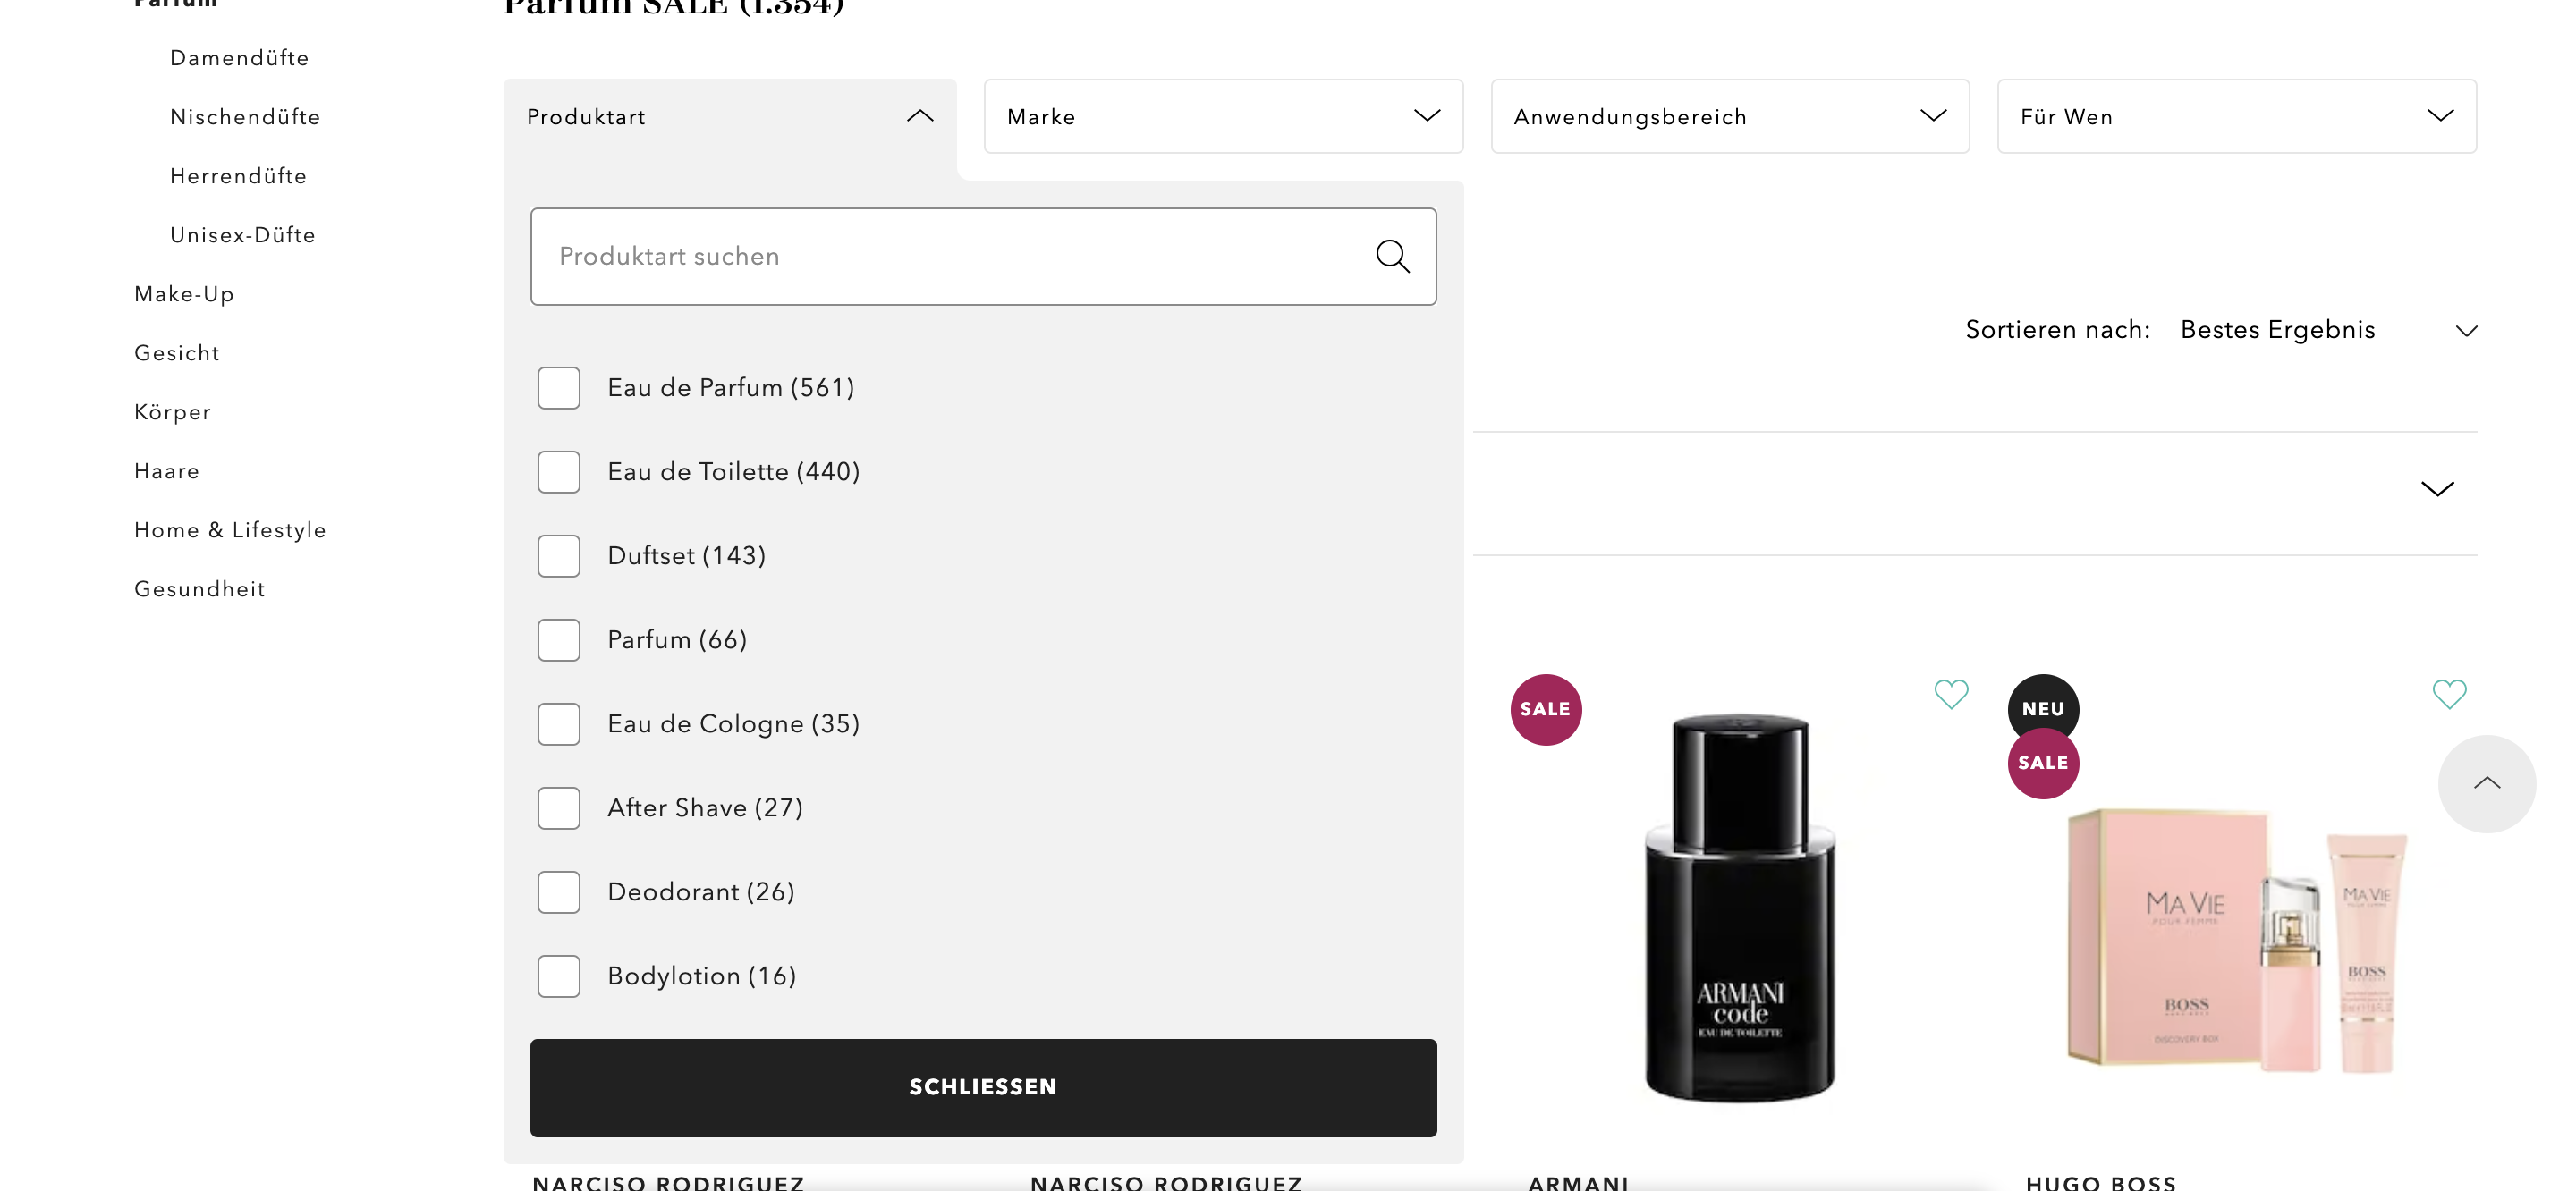 Parfum
Damendüfte
Nischendüfte
Herrendüfte
Unisex-Düfte
Make-Up
Gesicht
Körper
Haare
Home & Lifestyle
Gesundheit
Parfum SALE (1.354)
Produktart
Marke
Anwendungsbereich
Für Wen
Produktart suchen
Eau de Parfum (561)
Eau de Toilette (440)
Duftset (143)
Parfum (66)
Eau de Cologne (35)
After Shave (27)
Deodorant (26)
Bodylotion (16)
SCHLIESSEN
Sortieren nach: Bestes Ergebnis
SALE
ARMANI
code
EAU DE TOILETTE
NEU
SALE
MA VIE
POUR FEMME
BOSS
HUGO BOSS
DISCOVERY BOX
MA VIE
POUR FEMME
BOSS
NARCISO RODRIGUEZ
NARCISO RODRIGUEZ
ARMANI
HUGO BOSS